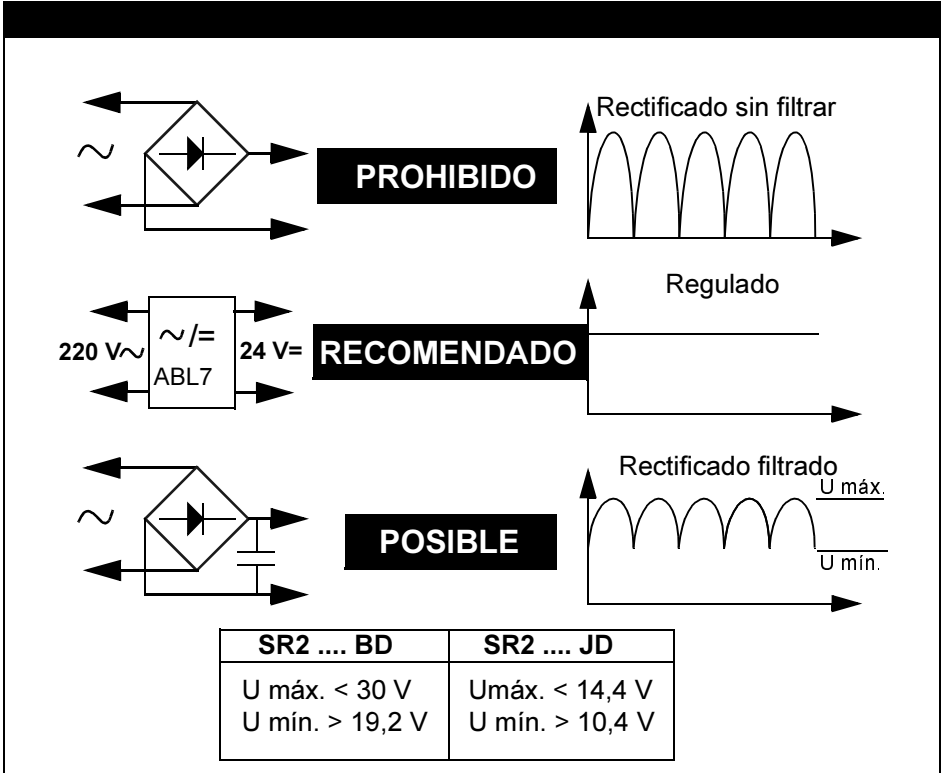 Rectificado sin filtrar
PROHIBIDO
Regulado
220 V~
~/=
ABL7
24 V=
RECOMENDADO
Rectificado filtrado
U máx.
POSIBLE
U mín.
SR2 .... BD
SR2 .... JD
U máx. < 30 V
Umáx. < 14,4 V
U mín. > 19,2 V
U mín. > 10,4 V